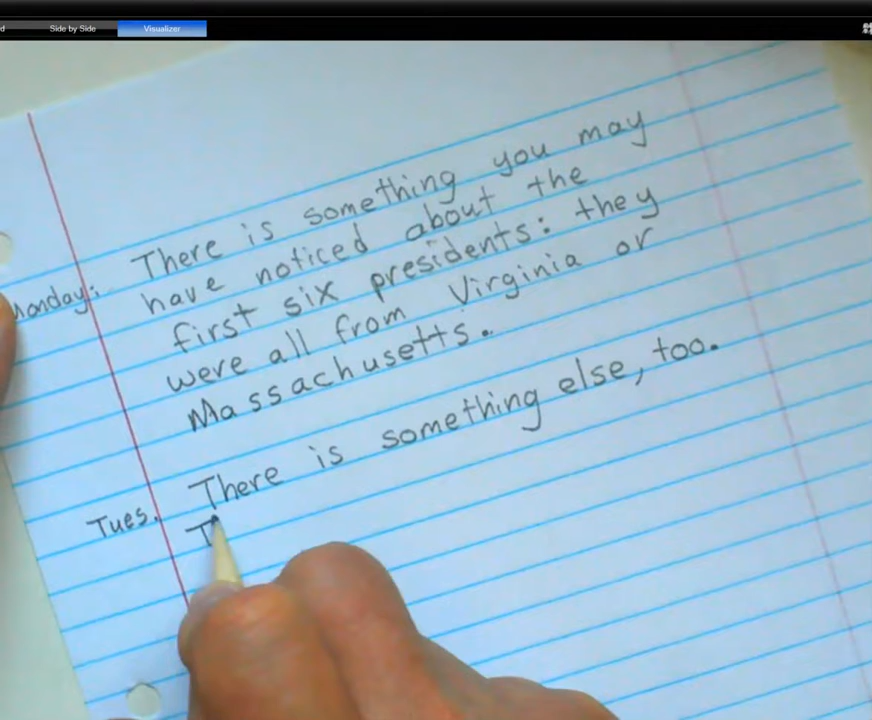 Side by Side Visualizer
There is something you may
Monday: have noticed about the
first six presidents: they
were all from Virginia or
Massachusetts.
Tues. There is something else, too.
T